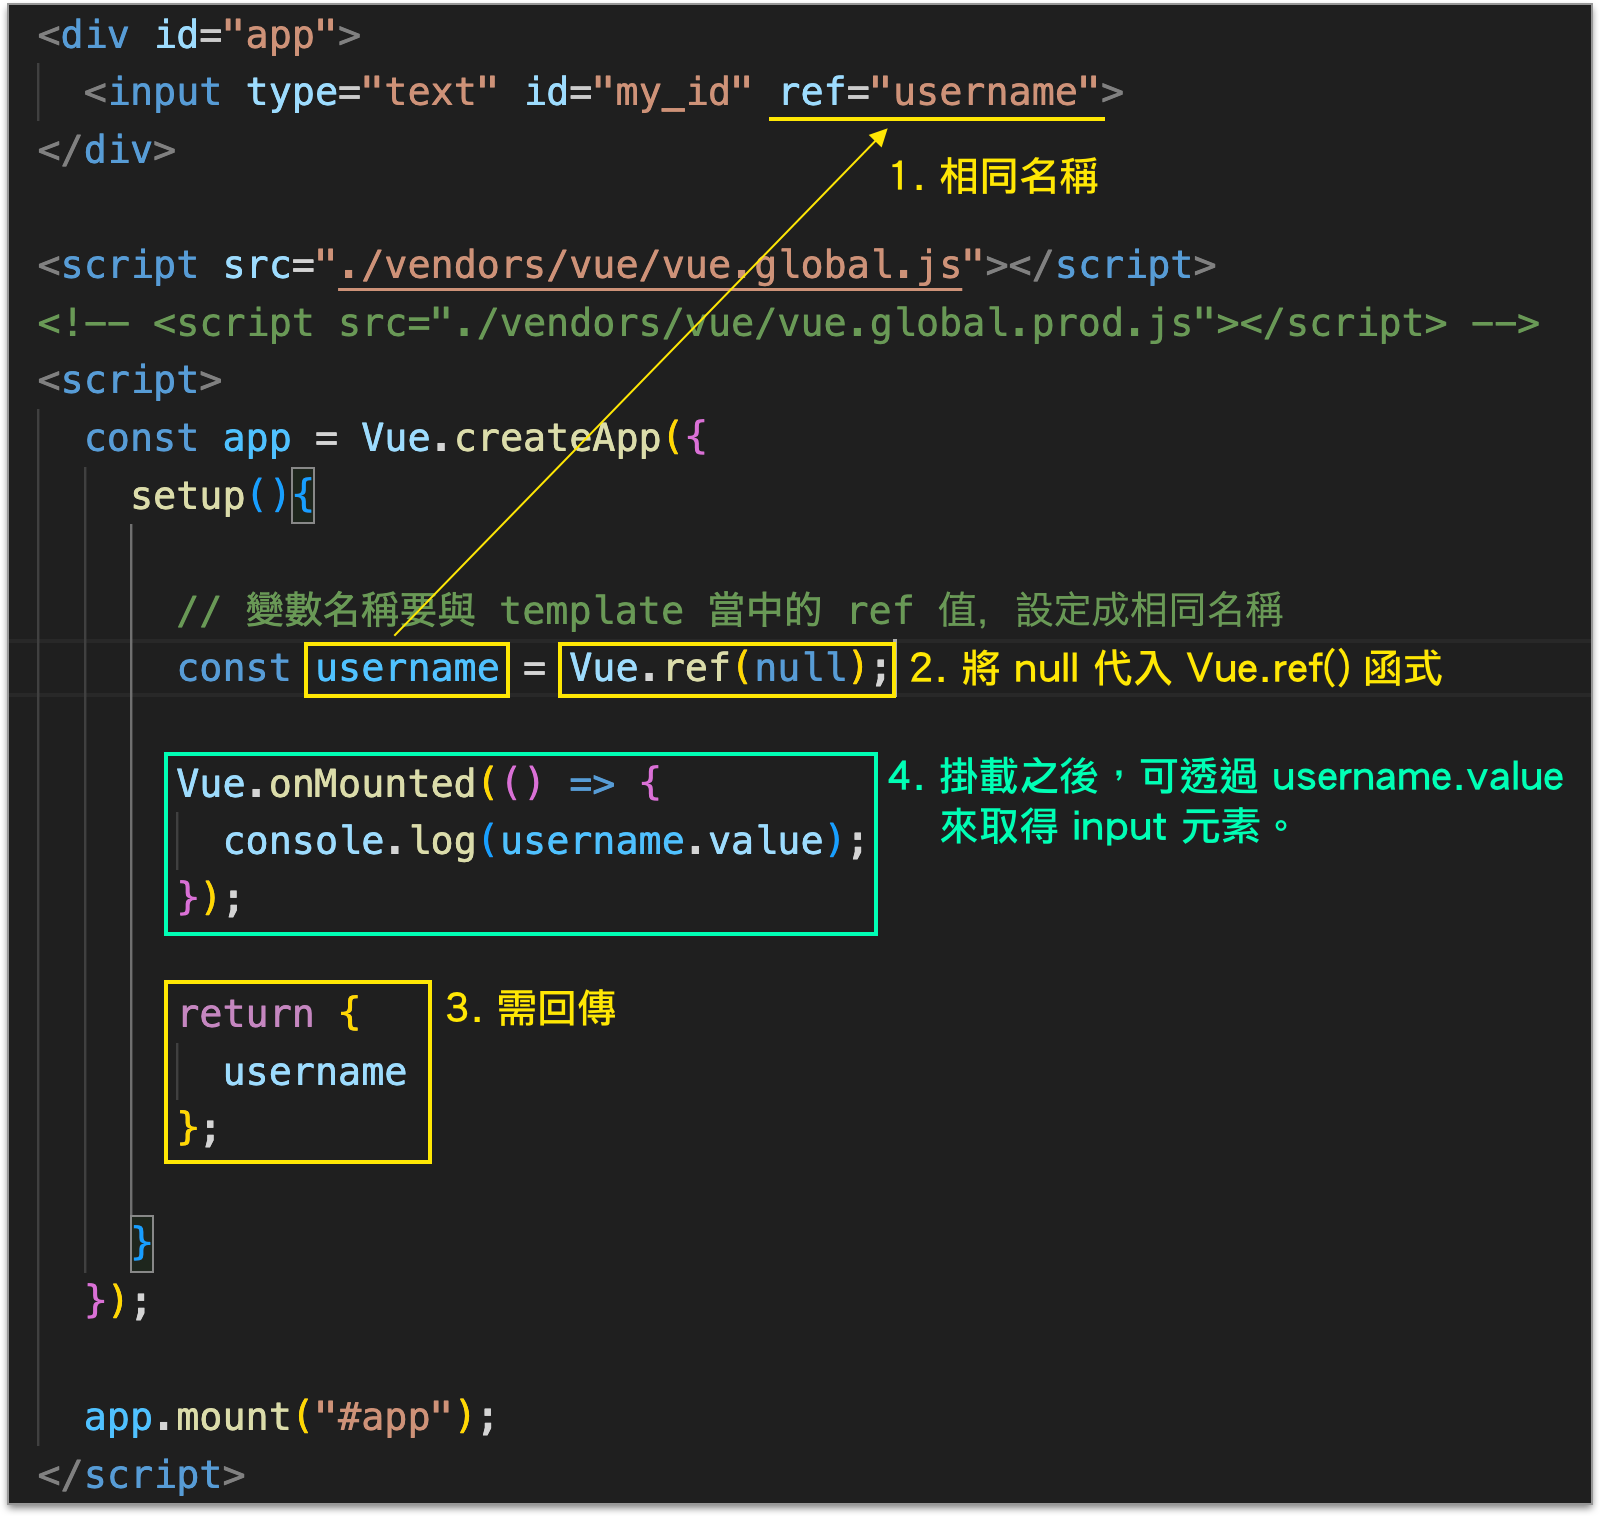 <div id="app">
<input type="text" id="my_id" ref="username">
</div>
1. 相同名稱
<script src="./vendors/vue/vue.global.js"></script>
<!-- <script src="./vendors/vue/vue.global.prod.js"></script> -->
<script>
const app = Vue.createApp({
setup(){
// 變數名稱要與 template 當中的 ref 值, 設定成相同名稱
const username = Vue.ref(null); 2. 將 null 代入 Vue.ref() 函式
Vue.onMounted(() => {
console.log(username.value);
});
4. 掛載之後，可透過 username.value
來取得 input 元素。
return {
username
};
3. 需回傳
}
});
app.mount("#app");
</script>